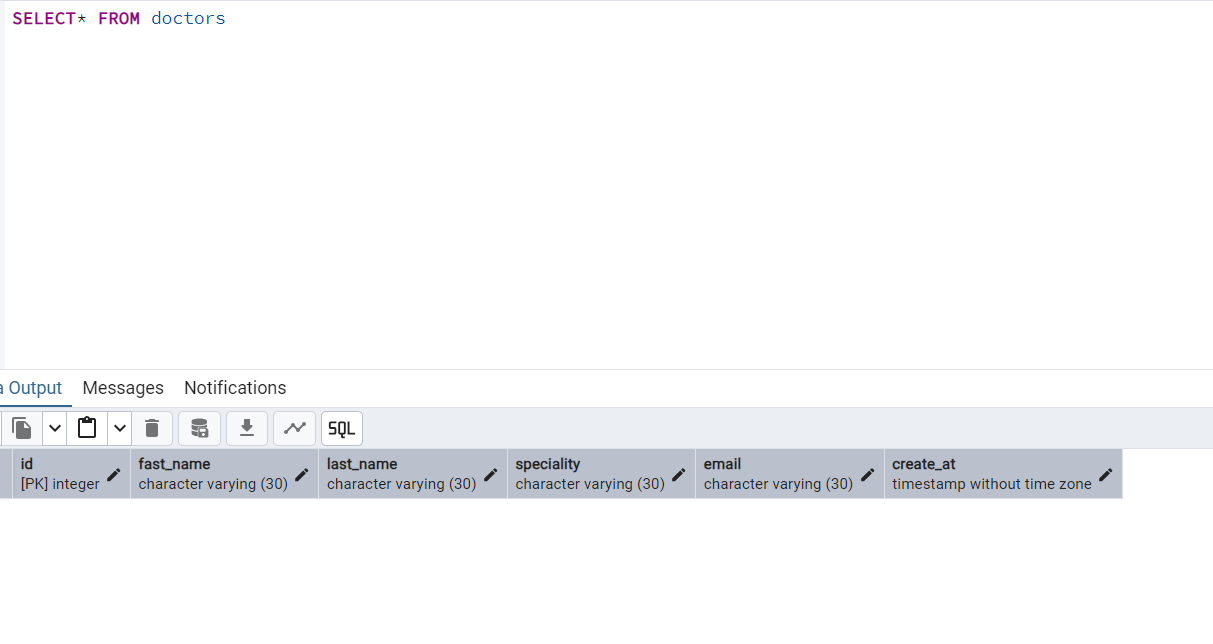 SELECT* FROM doctors
a Output Messages Notifications
SQL
id fast_name last_name speciality email create_at
[PK] integer character varying (30) character varying (30) character varying (30) character varying (30) timestamp without time zone